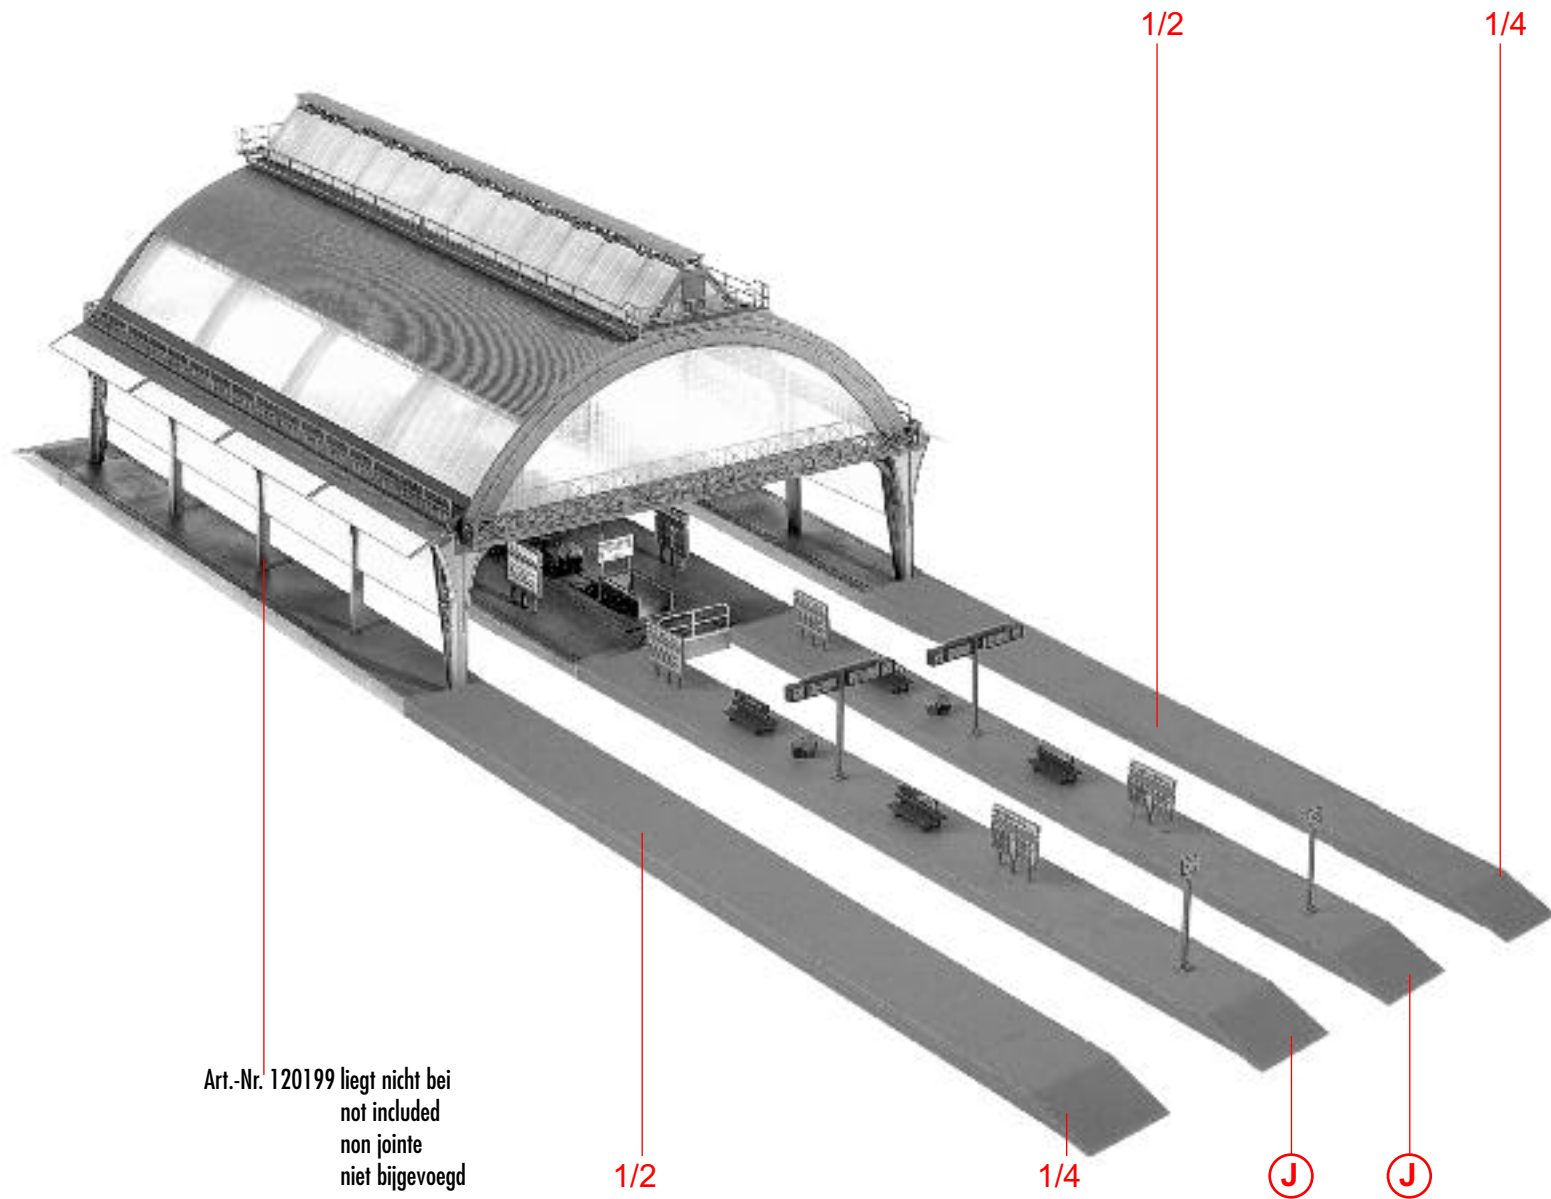 1/2 1/4
Art.-Nr. 120199 liegt nicht bei
not included
non jointe
niet bijgevoegd
1/2 1/4 J J